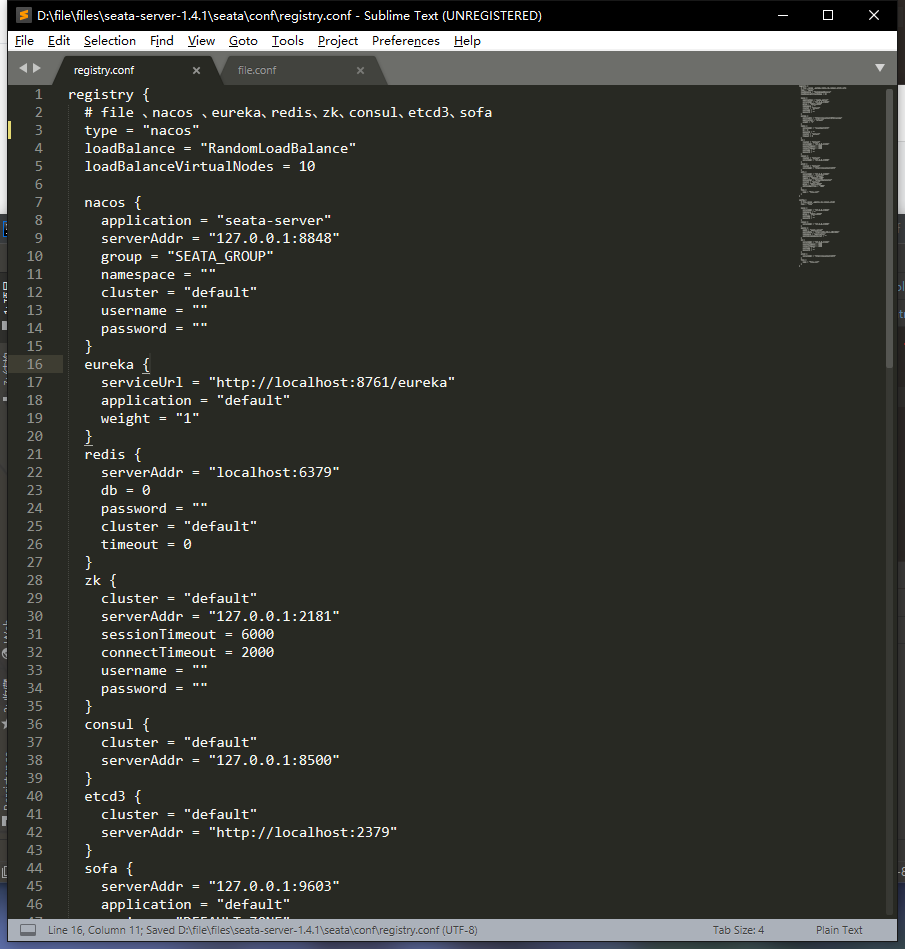 D:\file\files\seata-server-1.4.1\seata\conf\registry.conf - Sublime Text (UNREGISTERED)
File Edit Selection Find View Goto Tools Project Preferences Help
registry.conf × file.conf ×
1 registry {
2 # file 、nacos 、eureka、redis、zk、consul、etcd3、sofa
3 type = "nacos"
4 loadBalance = "RandomLoadBalance"
5 loadBalanceVirtualNodes = 10
6
7 nacos {
8 application = "seata-server"
9 serverAddr = "127.0.0.1:8848"
10 group = "SEATA_GROUP"
11 namespace = ""
12 cluster = "default"
13 username = ""
14 password = ""
15 }
16 eureka {
17 serviceUrl = "http://localhost:8761/eureka"
18 application = "default"
19 weight = "1"
20 }
21 redis {
22 serverAddr = "localhost:6379"
23 db = 0
24 password = ""
25 cluster = "default"
26 timeout = 0
27 }
28 zk {
29 cluster = "default"
30 serverAddr = "127.0.0.1:2181"
31 sessionTimeout = 6000
32 connectTimeout = 2000
33 username = ""
34 password = ""
35 }
36 consul {
37 cluster = "default"
38 serverAddr = "127.0.0.1:8500"
39 }
40 etcd3 {
41 cluster = "default"
42 serverAddr = "http://localhost:2379"
43 }
44 sofa {
45 serverAddr = "127.0.0.1:9603"
46 application = "default"
Line 16, Column 11; Saved D:\file\files\seata-server-1.4.1\seata\conf\registry.conf (UTF-8) Tab Size: 4 Plain Text